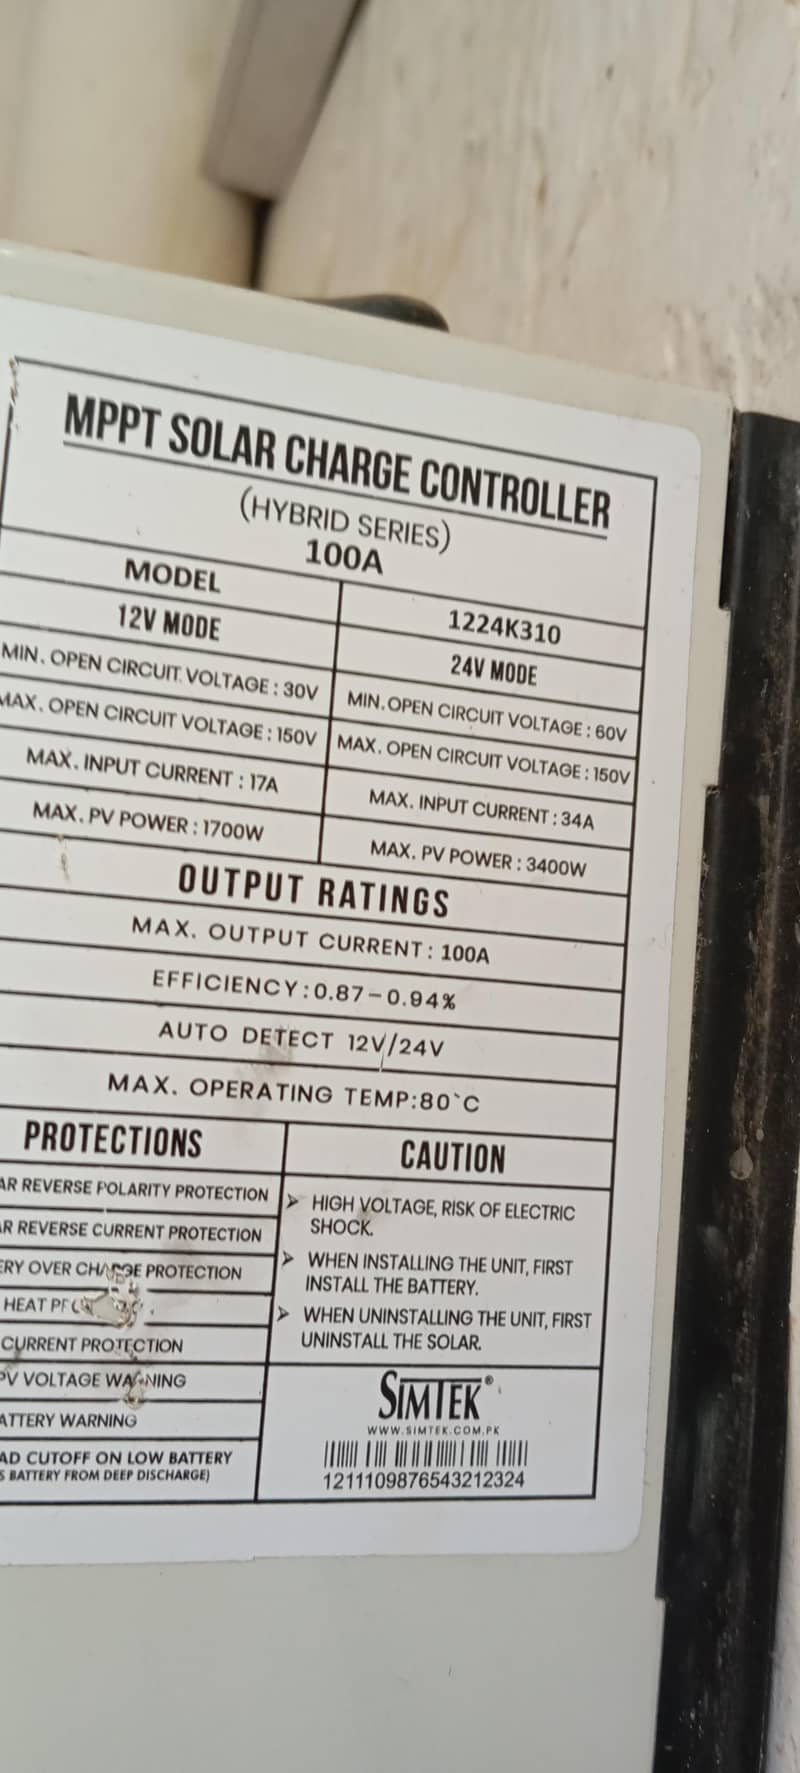 MPPT SOLAR CHARGE CONTROLLER
(HYBRID SERIES)
100A
MODEL 1224K310
12V MODE 24V MODE
MIN. OPEN CIRCUIT VOLTAGE : 30V MIN. OPEN CIRCUIT VOLTAGE : 60V
MAX. OPEN CIRCUIT VOLTAGE : 150V MAX. OPEN CIRCUIT VOLTAGE : 150V
MAX. INPUT CURRENT : 17A MAX. INPUT CURRENT : 34A
MAX. PV POWER : 1700W MAX. PV POWER : 3400W
OUTPUT RATINGS
MAX. OUTPUT CURRENT : 100A
EFFICIENCY : 0.87 – 0.94%
AUTO DETECT 12V/24V
MAX. OPERATING TEMP:80`C
PROTECTIONS
AR REVERSE POLARITY PROTECTION
AR REVERSE CURRENT PROTECTION
ERY OVER CHARGE PROTECTION
HEAT
CURRENT PROTECTION
PV VOLTAGE WARNING
ATTERY WARNING
AD CUTOFF ON LOW BATTERY
S BATTERY FROM DEEP DISCHARGE)
CAUTION
➤ HIGH VOLTAGE, RISK OF ELECTRIC
SHOCK.
➤ WHEN INSTALLING THE UNIT, FIRST
INSTALL THE BATTERY.
➤ WHEN UNINSTALLING THE UNIT, FIRST
UNINSTALL THE SOLAR.
SIMTEK®
WWW.SIMTEK.COM.PK
1211109876543212324